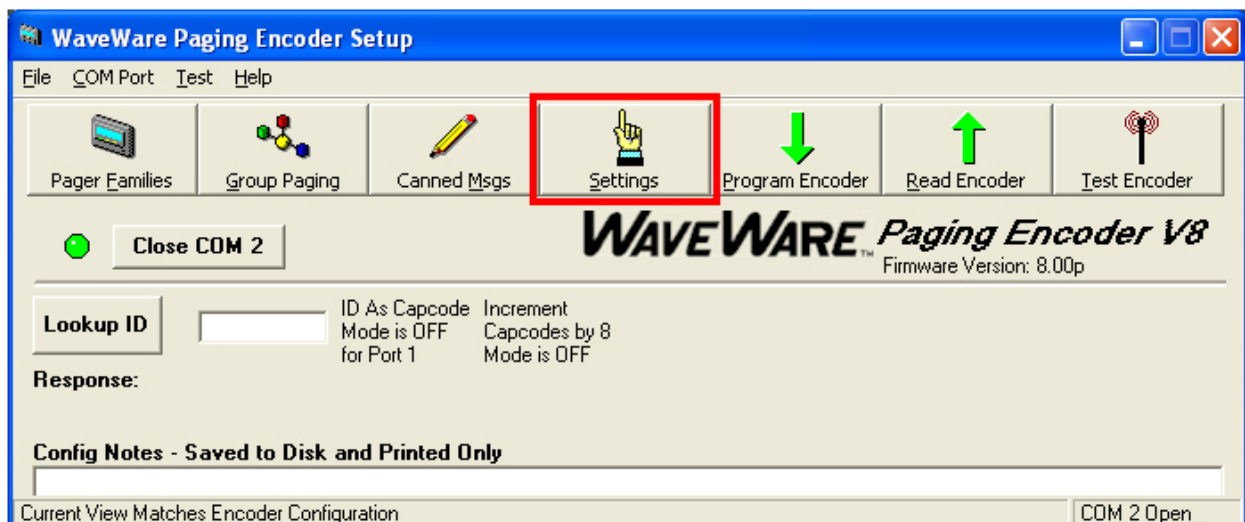 WaveWare Paging Encoder Setup
File COM Port Test Help
Pager Families Group Paging Canned Msgs Settings Program Encoder Read Encoder Test Encoder
Close COM 2
WAVEWARE™ Paging Encoder V8
Firmware Version: 8.00p
Lookup ID
ID As Capcode
Mode is OFF
for Port 1
Increment
Capcodes by 8
Mode is OFF
Response:
Config Notes - Saved to Disk and Printed Only
Current View Matches Encoder Configuration COM 2 Open